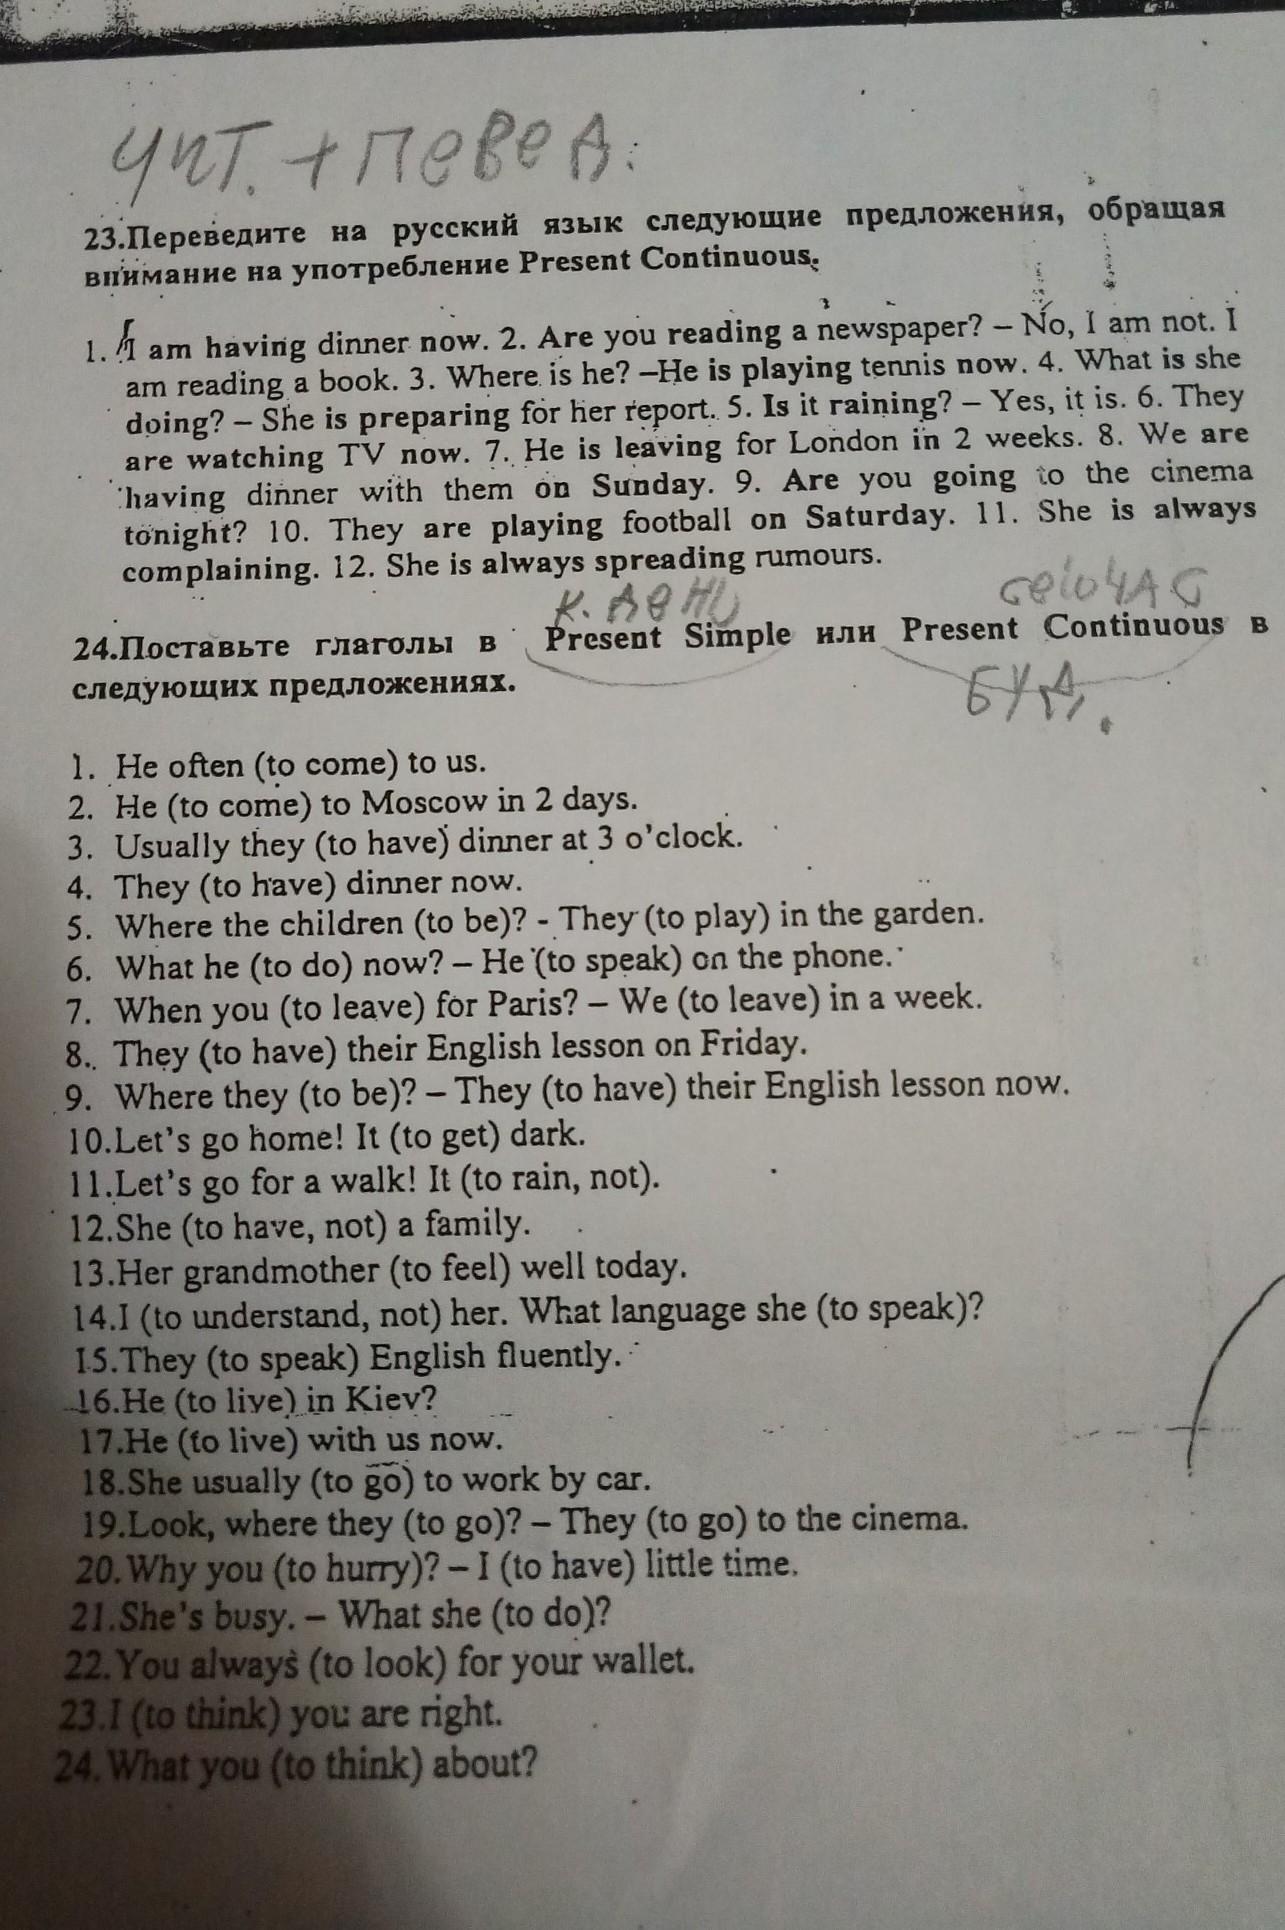 чит. + перевед.
23.Переведите на русский язык следующие предложения, обращая
внимание на употребление Present Continuous.
1. I am having dinner now. 2. Are you reading a newspaper? – No, I am not. I
am reading a book. 3. Where is he? –He is playing tennis now. 4. What is she
doing? – She is preparing for her report. 5. Is it raining? – Yes, it is. 6. They
are watching TV now. 7. He is leaving for London in 2 weeks. 8. We are
having dinner with them on Sunday. 9. Are you going to the cinema
tonight? 10. They are playing football on Saturday. 11. She is always
complaining. 12. She is always spreading rumours.
к. день сейчас
24.Поставьте глаголы в Present Simple или Present Continuous в
следующих предложениях.
буд.
1. He often (to come) to us.
2. He (to come) to Moscow in 2 days.
3. Usually they (to have) dinner at 3 o'clock.
4. They (to have) dinner now.
5. Where the children (to be)? - They (to play) in the garden.
6. What he (to do) now? – He (to speak) on the phone.
7. When you (to leave) for Paris? – We (to leave) in a week.
8. They (to have) their English lesson on Friday.
9. Where they (to be)? – They (to have) their English lesson now.
10.Let's go home! It (to get) dark.
11.Let's go for a walk! It (to rain, not).
12.She (to have, not) a family.
13.Her grandmother (to feel) well today.
14.I (to understand, not) her. What language she (to speak)?
15.They (to speak) English fluently.
16.He (to live) in Kiev?
17.He (to live) with us now.
18.She usually (to go) to work by car.
19.Look, where they (to go)? – They (to go) to the cinema.
20.Why you (to hurry)? – I (to have) little time.
21.She's busy. – What she (to do)?
22.You always (to look) for your wallet.
23.I (to think) you are right.
24.What you (to think) about?